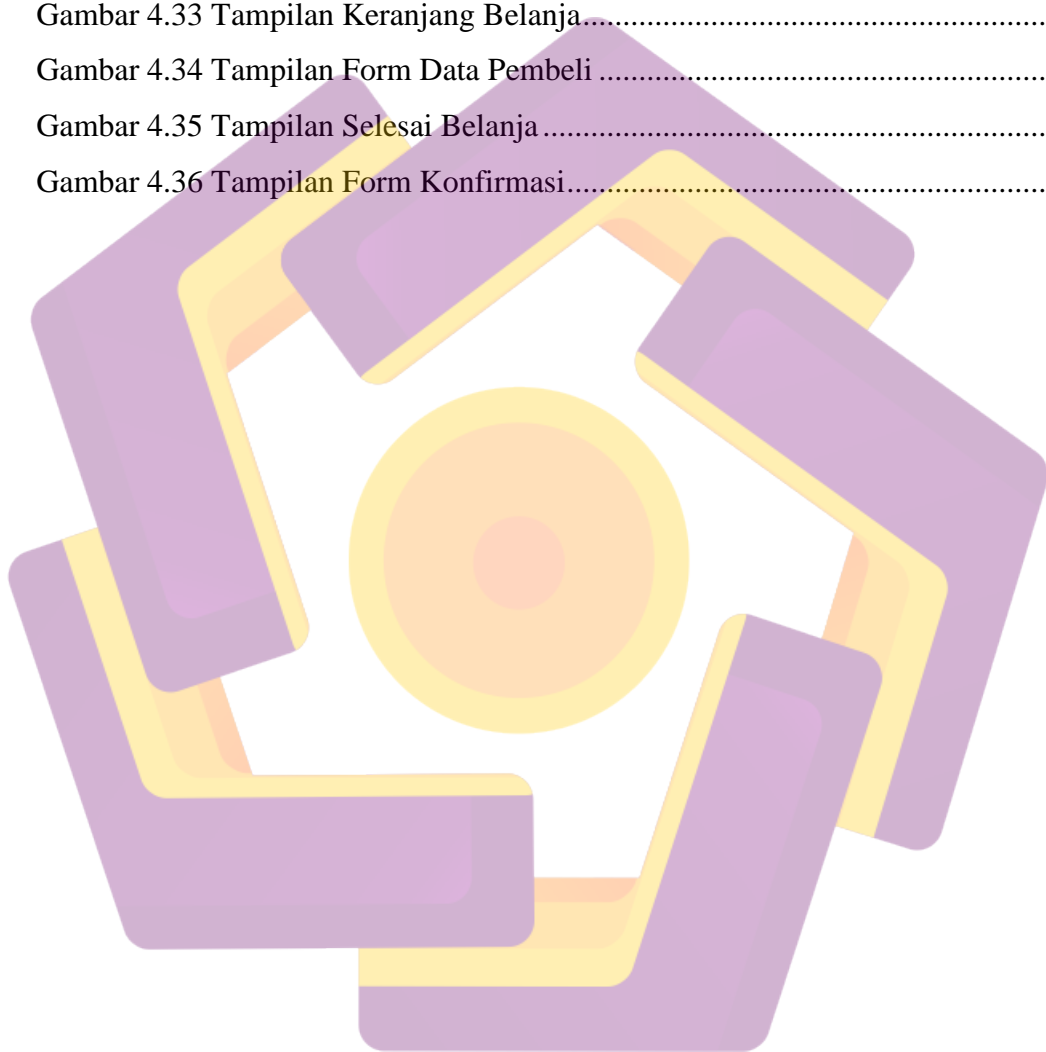 Gambar 4.33 Tampilan Keranjang Belanja..........................................................
Gambar 4.34 Tampilan Form Data Pembeli ........................................................
Gambar 4.35 Tampilan Selesai Belanja ...............................................................
Gambar 4.36 Tampilan Form Konfirmasi............................................................